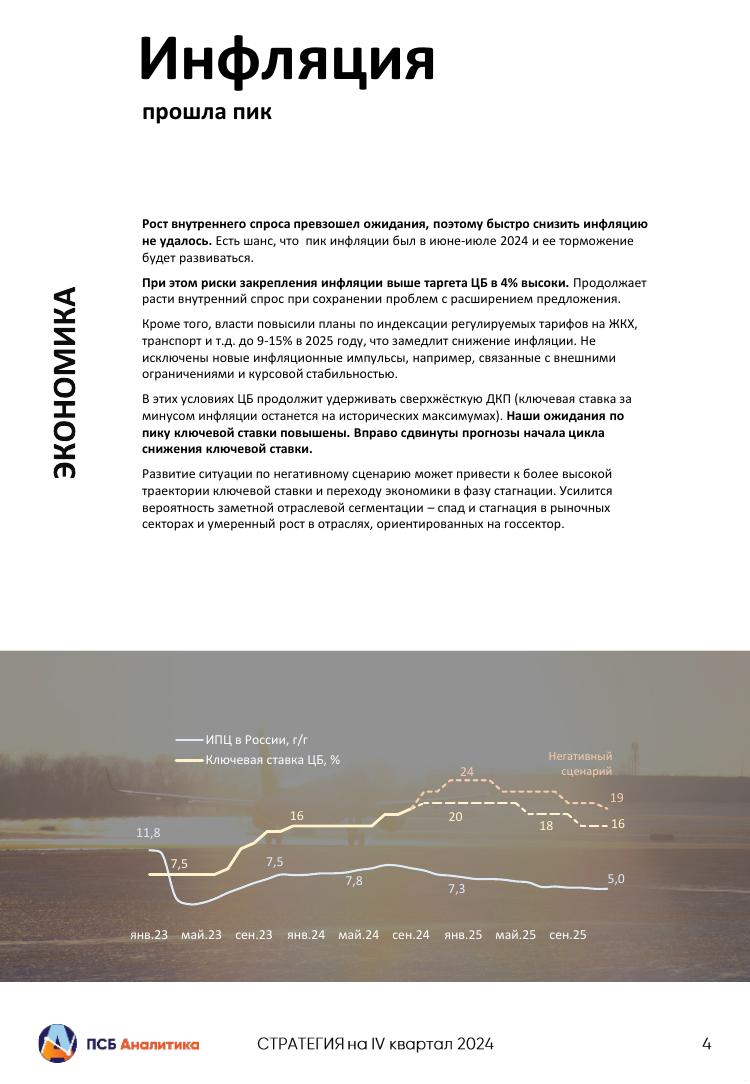 Инфляция
прошла пик
ЭКОНОМИКА
Рост внутреннего спроса превзошел ожидания, поэтому быстро снизить инфляцию
не удалось. Есть шанс, что  пик инфляции был в июне-июле 2024 и ее торможение
будет развиваться.
При этом риски закрепления инфляции выше таргета ЦБ в 4% высоки. Продолжает
расти внутренний спрос при сохранении проблем с расширением предложения.
Кроме того, власти повысили планы по индексации регулируемых тарифов на ЖКХ,
транспорт и т.д. до 9-15% в 2025 году, что замедлит снижение инфляции. Не
исключены новые инфляционные импульсы, например, связанные с внешними
ограничениями и курсовой стабильностью.
В этих условиях ЦБ продолжит удерживать сверхжёсткую ДКП (ключевая ставка за
минусом инфляции останется на исторических максимумах). Наши ожидания по
пику ключевой ставки повышены. Вправо сдвинуты прогнозы начала цикла
снижения ключевой ставки.
Развитие ситуации по негативному сценарию может привести к более высокой
траектории ключевой ставки и переходу экономики в фазу стагнации. Усилится
вероятность заметной отраслевой сегментации – спад и стагнация в рыночных
секторах и умеренный рост в отраслях, ориентированных на госсектор.
ИПЦ в России, г/г
Ключевая ставка ЦБ, %
Негативный
сценарий
24
19
16
20
18
16
11,8
7,5
7,5
7,8
7,3
5,0
янв.23 май.23 сен.23 янв.24 май.24 сен.24 янв.25 май.25 сен.25
ПСБ Аналитика
СТРАТЕГИЯ на IV квартал 2024
4